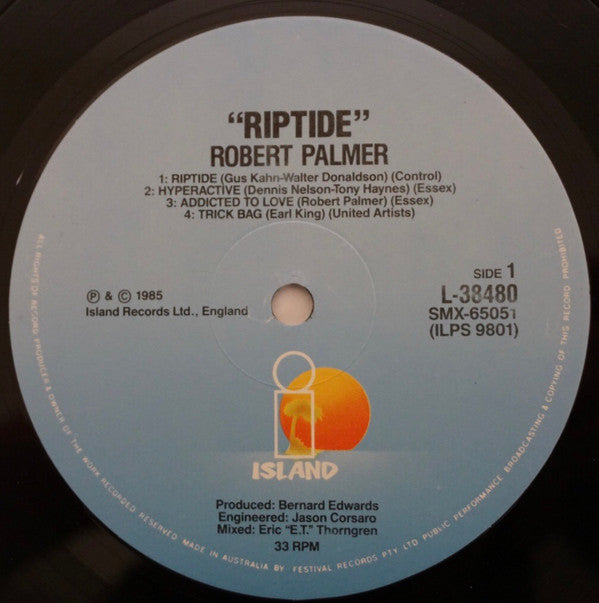 "RIPTIDE"
ROBERT PALMER
1: RIPTIDE (Gus Kahn-Walter Donaldson) (Control)
2: HYPERACTIVE (Dennis Nelson-Tony Haynes) (Essex)
3: ADDICTED TO LOVE (Robert Palmer) (Essex)
4: TRICK BAG (Earl King) (United Artists)
℗ & © 1985
Island Records Ltd., England
SIDE 1
L-38480
SMX-65051
(ILPS 9801)
i
ISLAND
Produced: Bernard Edwards
Engineered: Jason Corsaro
Mixed: Eric "E.T." Thorngren
33 RPM
ALL RIGHTS OF RECORD PRODUCER & OWNER OF THE WORK RECORDED RESERVED MADE IN AUSTRALIA BY FESTIVAL RECORDS PTY LTD PUBLIC PERFORMANCE BROADCASTING & COPYING OF THIS RECORD PROHIBITED